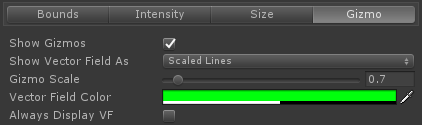 Bounds Intensity Size Gizmo
Show Gizmos
Show Vector Field As Scaled Lines
Gizmo Scale 0.7
Vector Field Color
Always Display VF